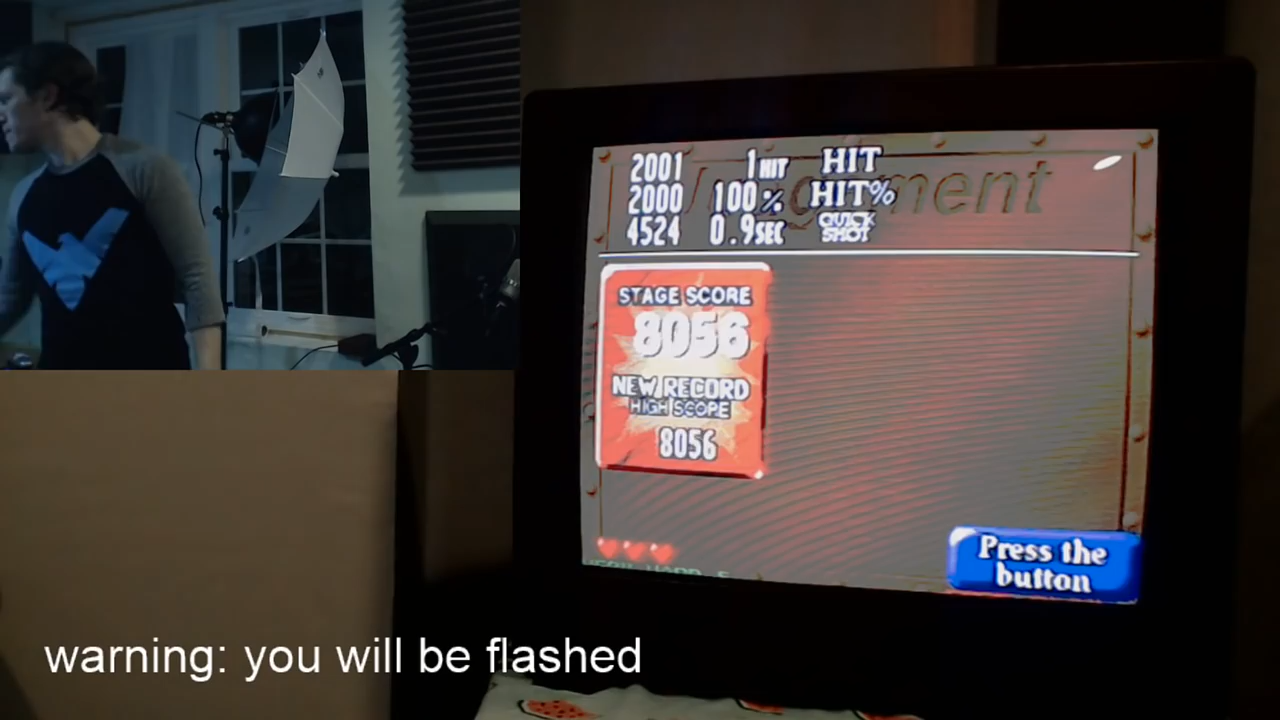 Judgment
2001 1HIT HIT
2000 100% HIT%
4524 0.9SEC QUICK
SHOT
STAGE SCORE
8056
NEW RECORD
HIGH SCORE
8056
Press the
button
warning: you will be flashed